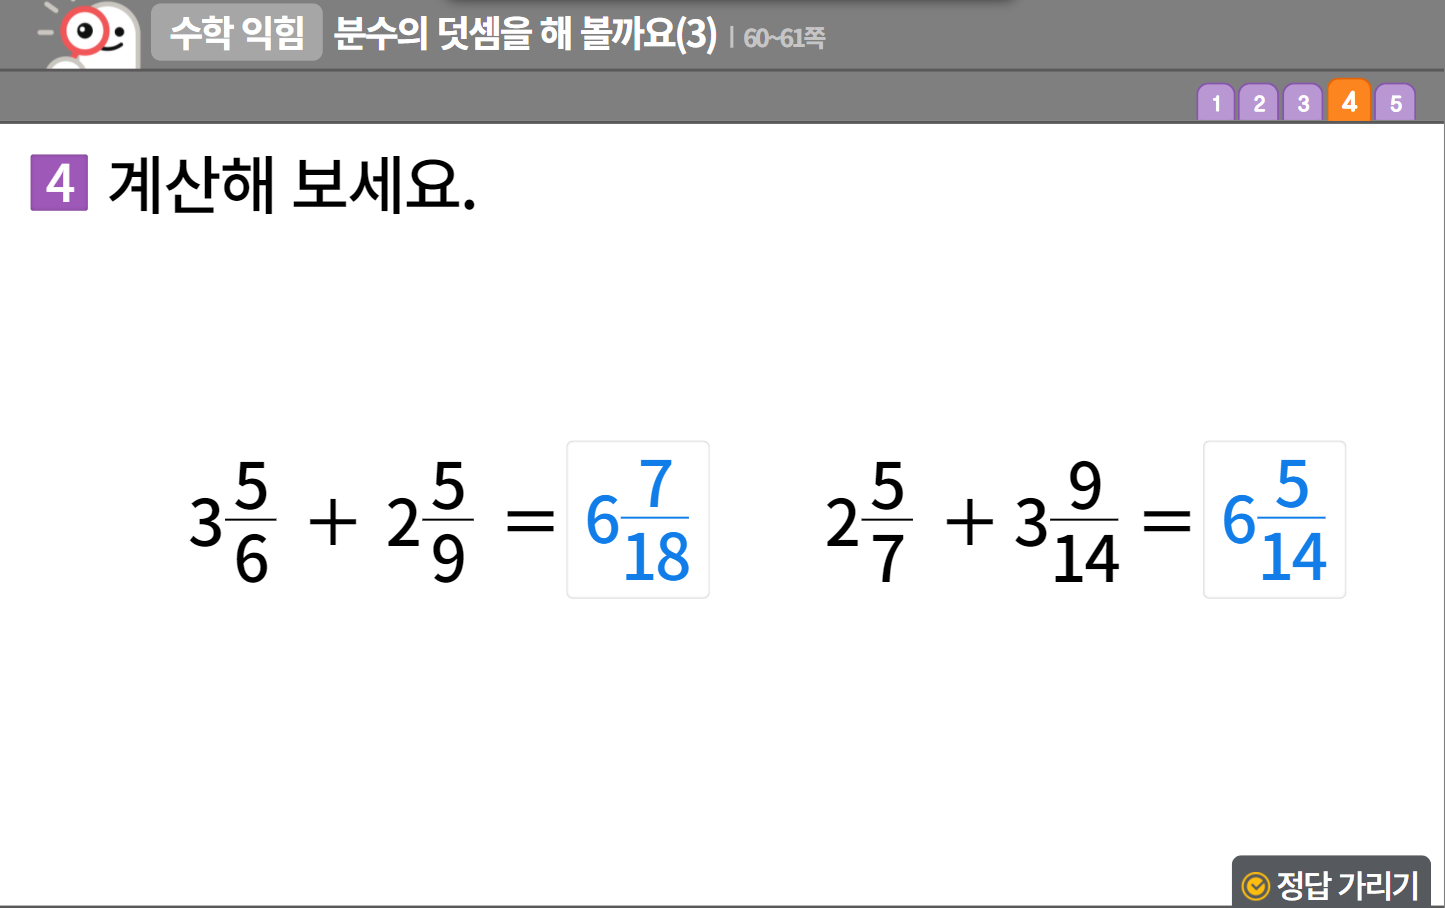 수학 익힘 분수의 덧셈을 해 볼까요(3) | 60~61쪽
1 2 3 4 5
4 계산해 보세요.
3 5/6 + 2 5/9 = 6 7/18 2 5/7 + 3 9/14 = 6 5/14
정답 가리기